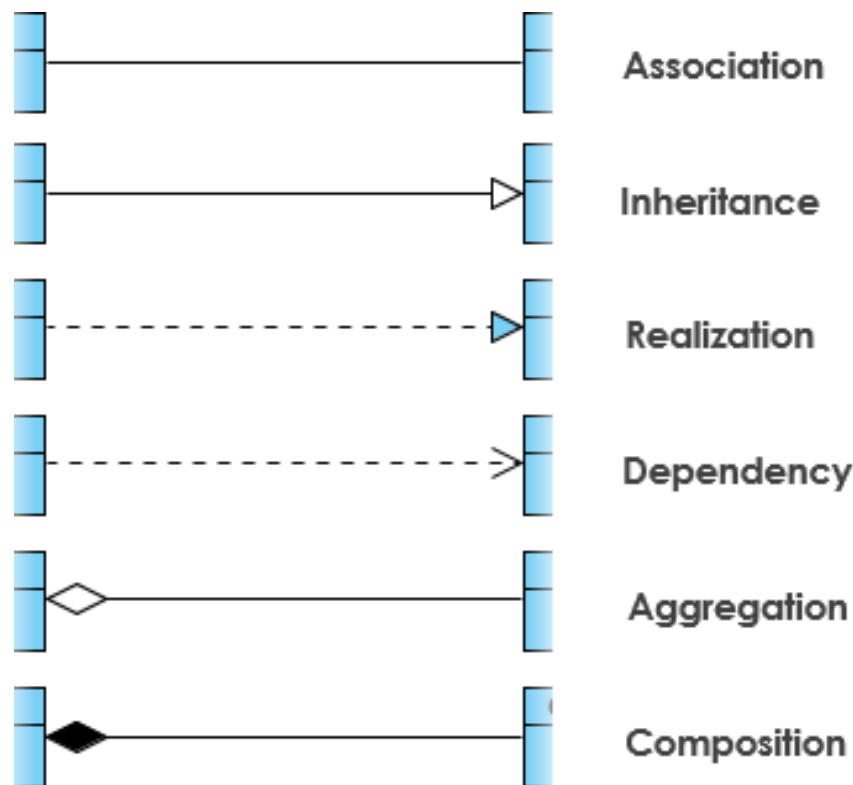 Association
Inheritance
Realization
Dependency
Aggregation
Composition